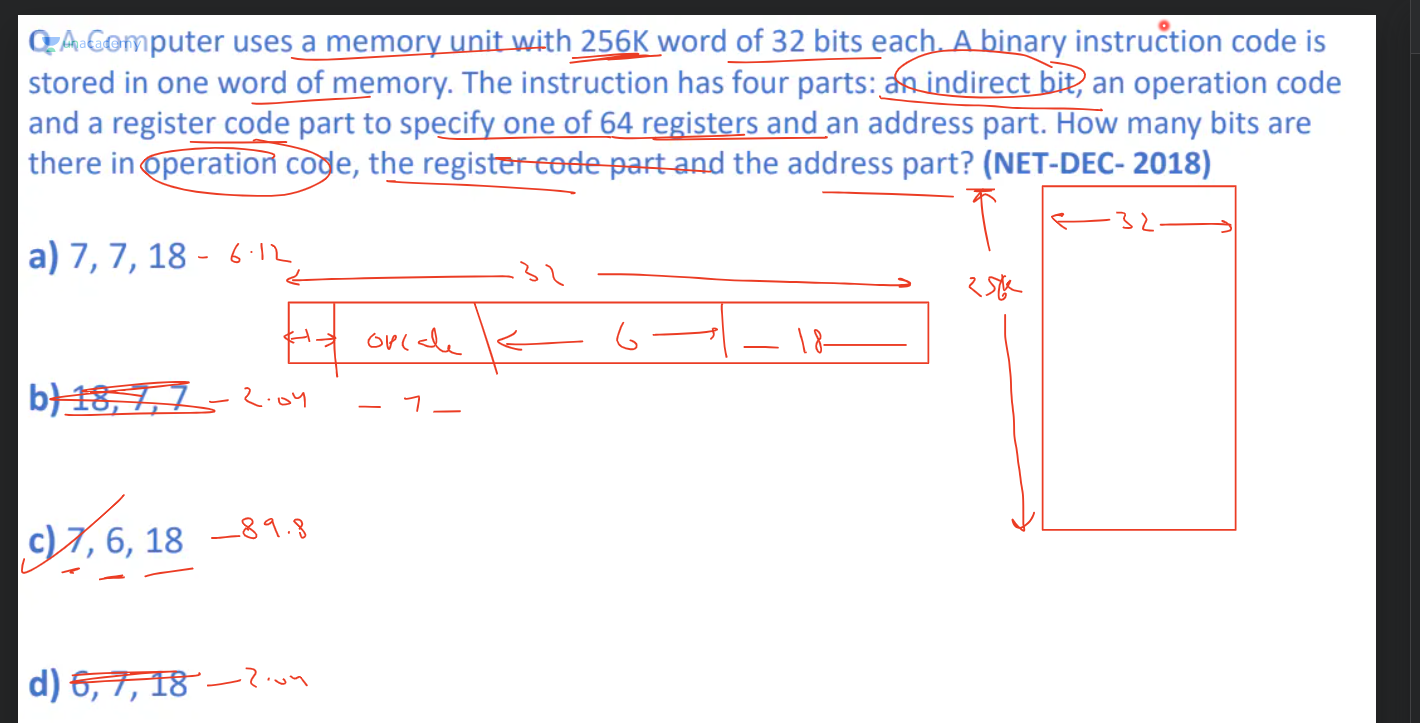 Q. A Computer uses a memory unit with 256K word of 32 bits each. A binary instruction code is
unacademy
stored in one word of memory. The instruction has four parts: an indirect bit, an operation code
and a register code part to specify one of 64 registers and an address part. How many bits are
there in operation code, the register code part and the address part? (NET-DEC- 2018)
32
a) 7, 7, 18 - 6.12
32
256k
1 opcode 6 18
b) 18, 7, 7 - 2.04 - 7 -
c) 7, 6, 18 - 89.8
d) 6, 7, 18 - 2.04